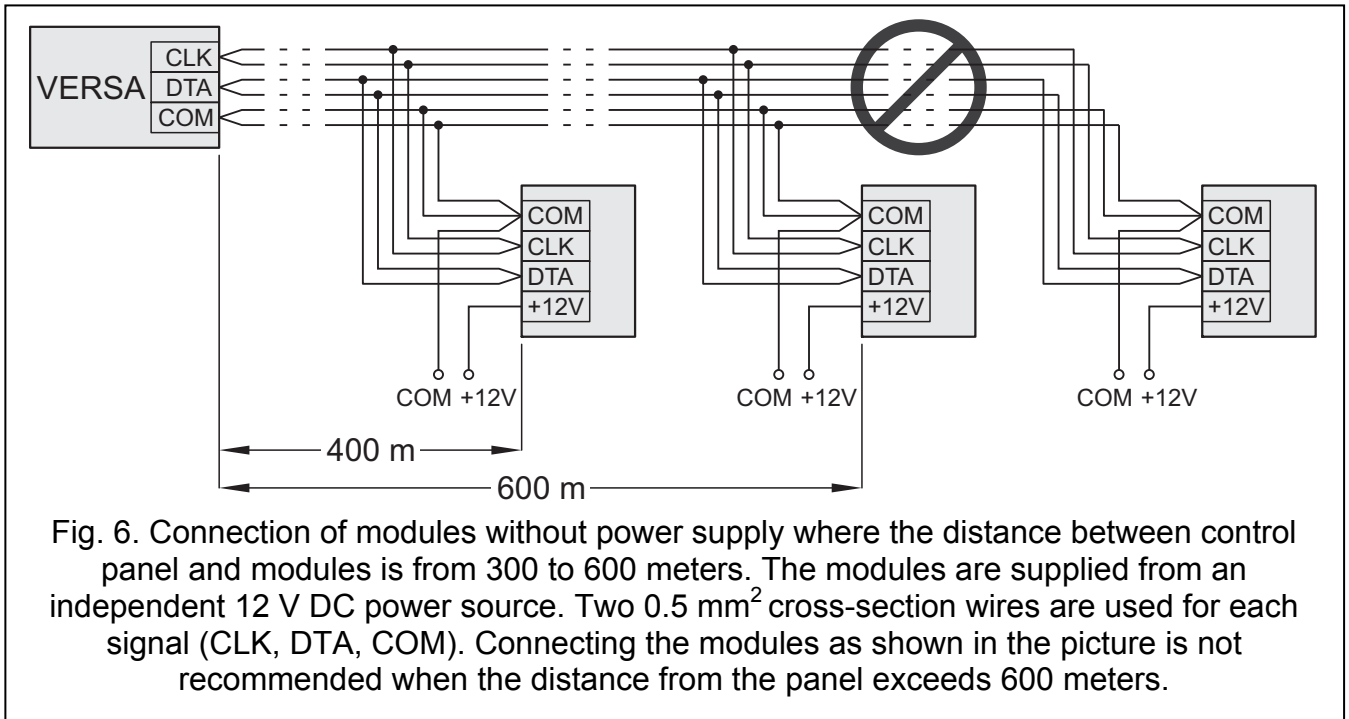 VERSA
CLK
DTA
COM
COM
CLK
DTA
+12V
COM +12V
COM
CLK
DTA
+12V
COM +12V
COM
CLK
DTA
+12V
COM +12V
400 m
600 m
Fig. 6. Connection of modules without power supply where the distance between control
panel and modules is from 300 to 600 meters. The modules are supplied from an
independent 12 V DC power source. Two 0.5 mm² cross-section wires are used for each
signal (CLK, DTA, COM). Connecting the modules as shown in the picture is not
recommended when the distance from the panel exceeds 600 meters.